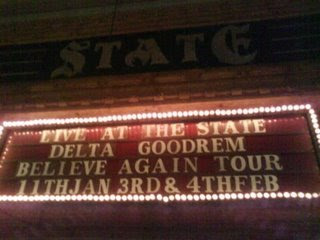 STATE
LIVE AT THE STATE
DELTA GOODREM
BELIEVE AGAIN TOUR
11THJAN 3RD & 4THFEB